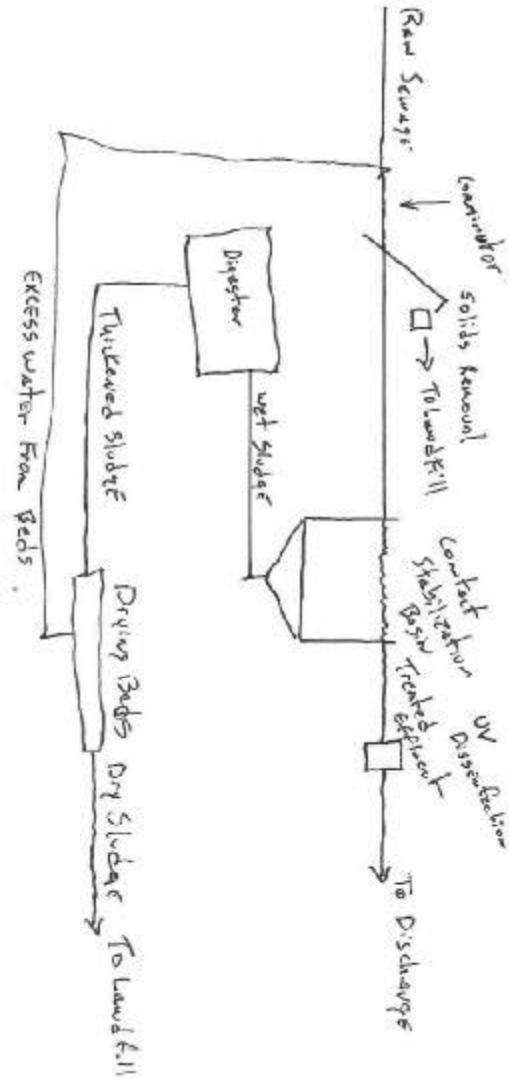 Raw Sewage
Comminutor
Solids Removal
→ To Landfill
Contact
Stabilization
Basin
Treated
Effluent
UV
Dissenfection
To Discharge
Digester
wet sludge
Thickened Sludge
Drying Beds
Dry Sludge
To Landfill
Excess water From Beds.